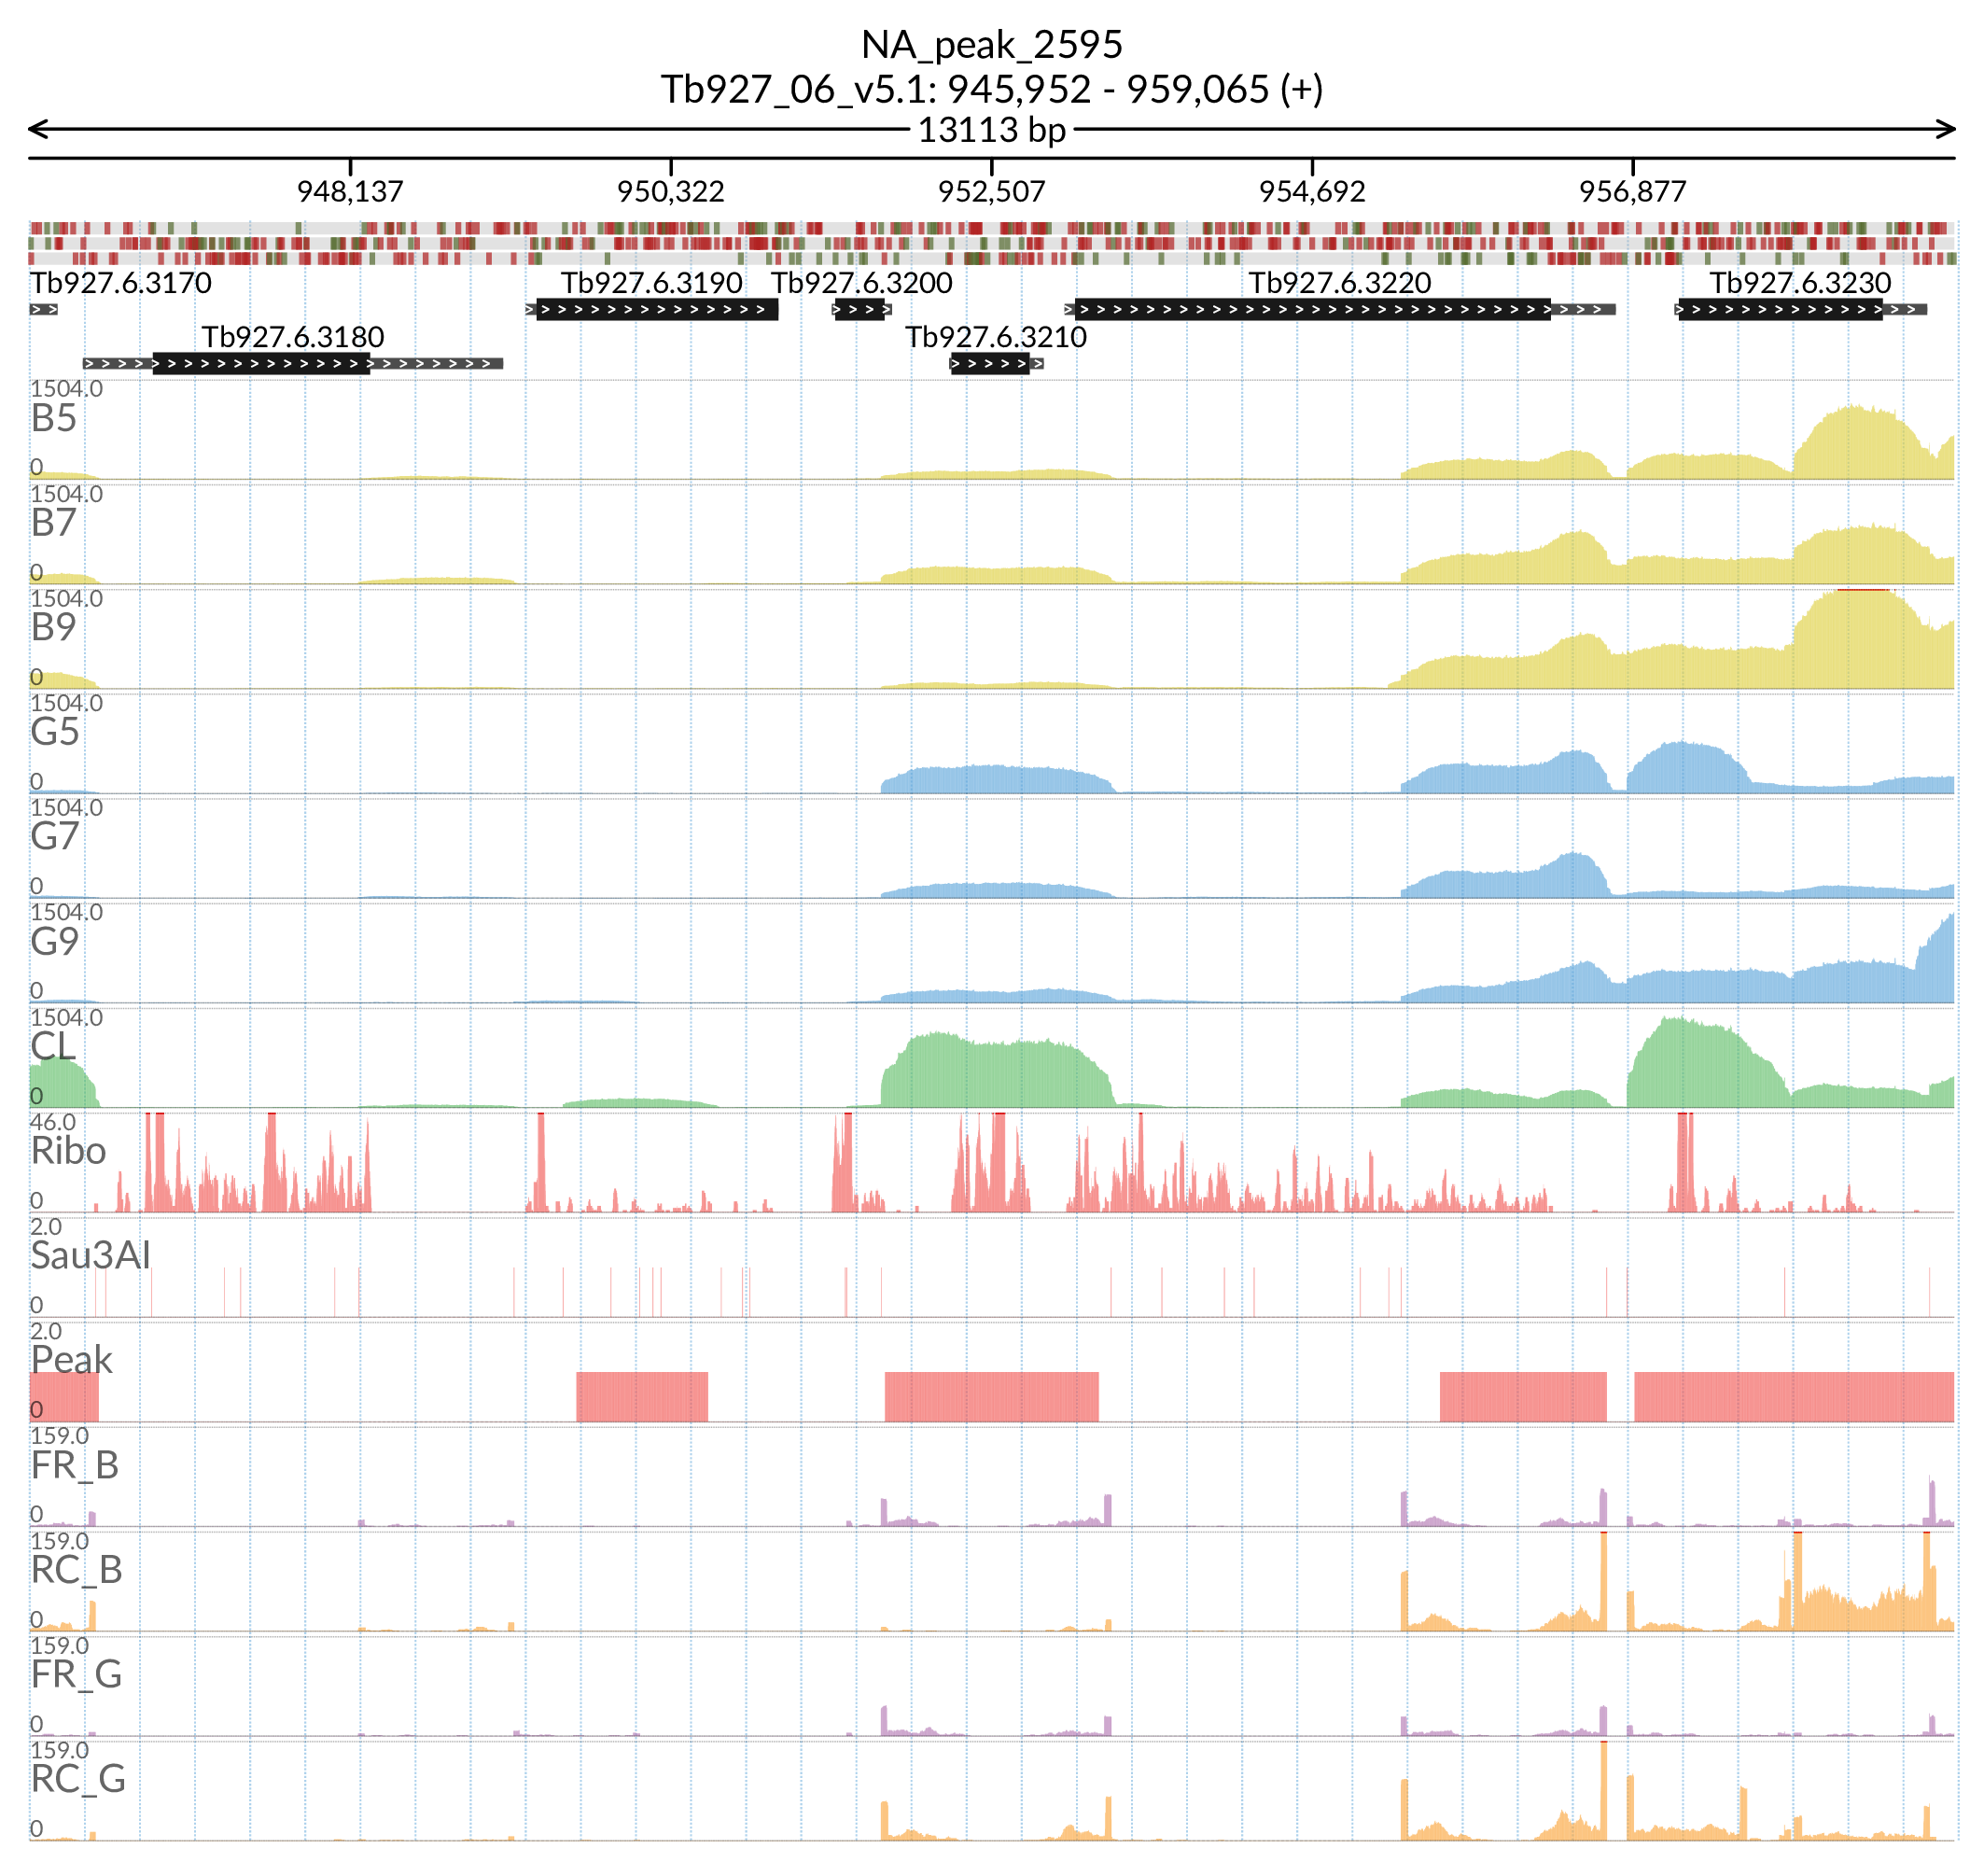 NA_peak_2595
Tb927_06_v5.1: 945,952 - 959,065 (+)
13113 bp
948,137 950,322 952,507 954,692 956,877
Tb927.6.3170 Tb927.6.3190 Tb927.6.3200 Tb927.6.3220 Tb927.6.3230
Tb927.6.3180 Tb927.6.3210
1504.0
B5
0
1504.0
B7
0
1504.0
B9
0
1504.0
G5
0
1504.0
G7
0
1504.0
G9
0
1504.0
CL
0
46.0
Ribo
0
2.0
Sau3AI
0
2.0
Peak
0
159.0
FR_B
0
159.0
RC_B
0
159.0
FR_G
0
159.0
RC_G
0